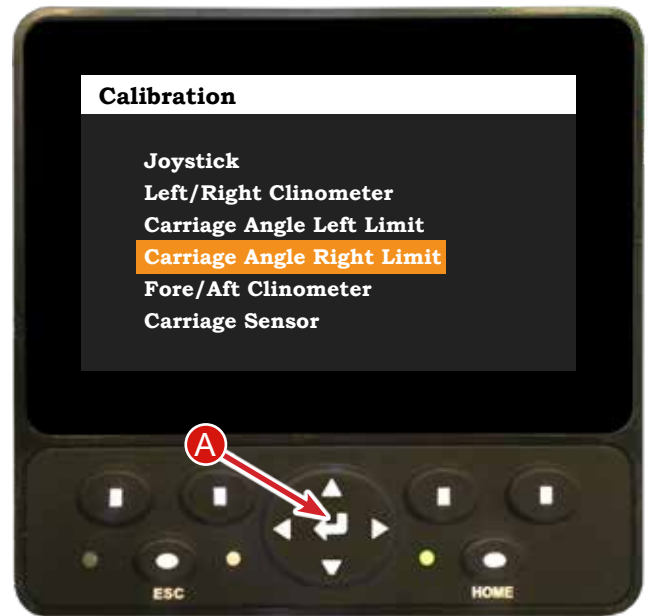 Calibration
Joystick
Left/Right Clinometer
Carriage Angle Left Limit
Carriage Angle Right Limit
Fore/Aft Clinometer
Carriage Sensor
A
ESC
HOME